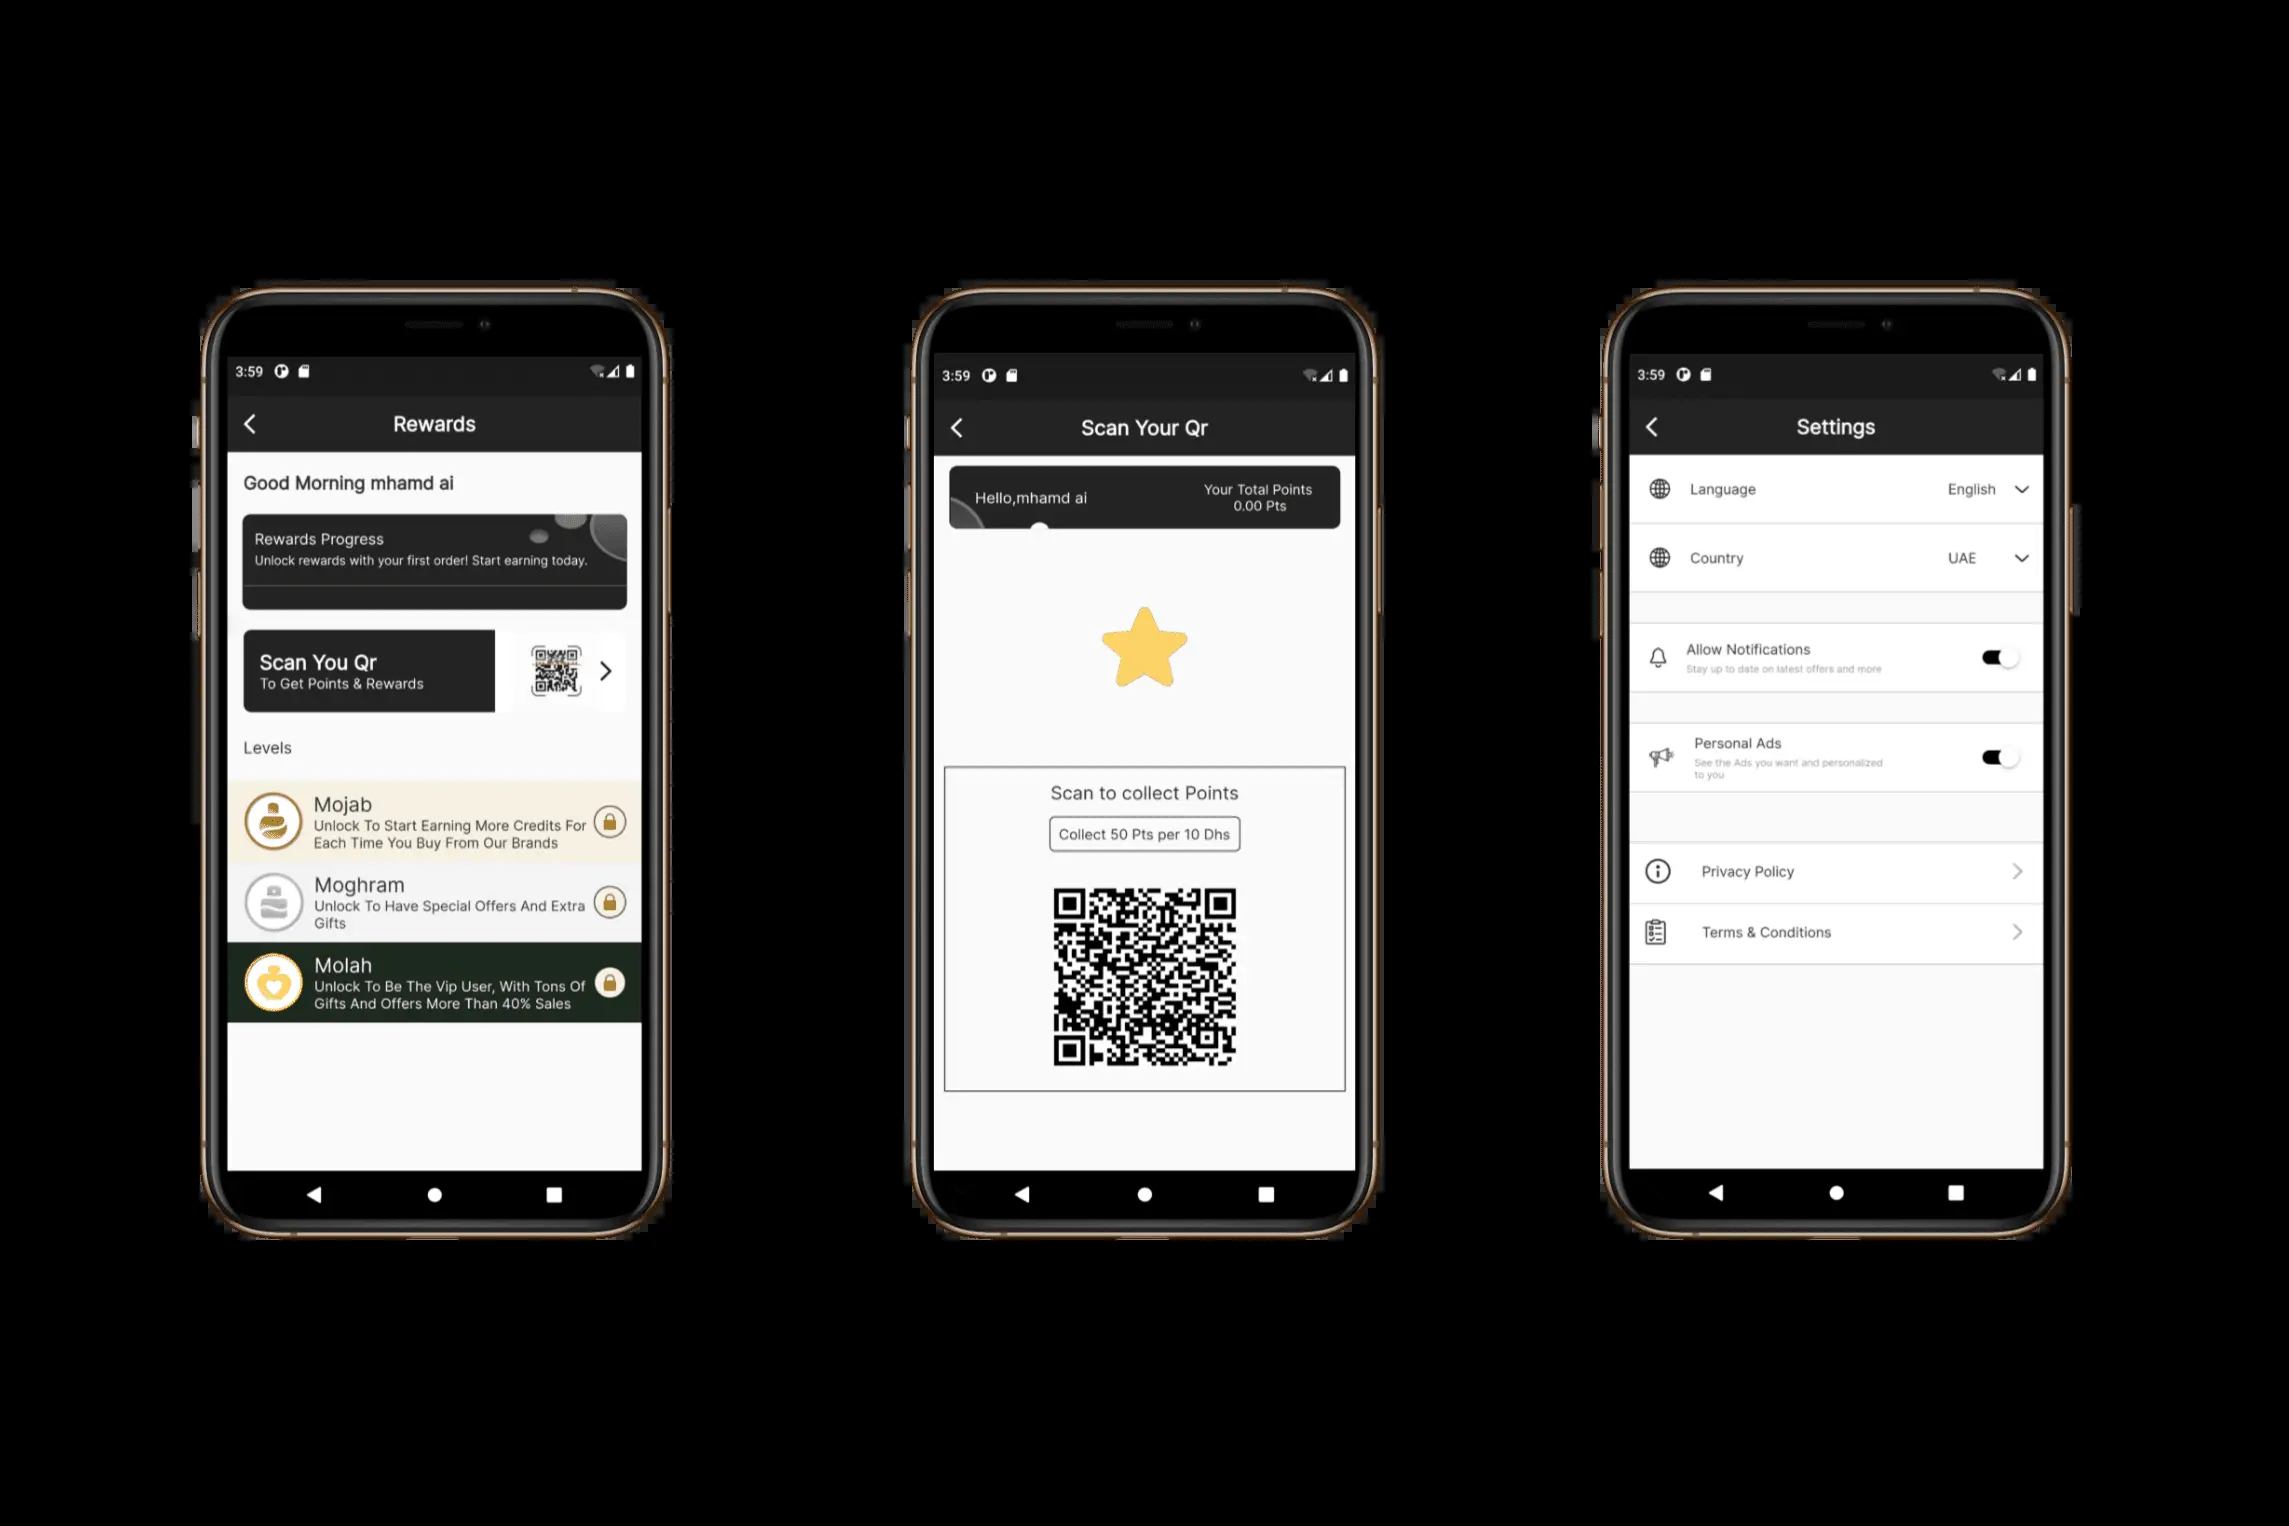 3:59
Rewards
Good Morning mhamd ai
Rewards Progress
Unlock rewards with your first order! Start earning today.
Scan You Qr
To Get Points & Rewards
Levels
Mojab
Unlock To Start Earning More Credits For
Each Time You Buy From Our Brands
Moghram
Unlock To Have Special Offers And Extra
Gifts
Molah
Unlock To Be The Vip User, With Tons Of
Gifts And Offers More Than 40% Sales
3:59
Scan Your Qr
Hello,mhamd ai
Your Total Points
0.00 Pts
Scan to collect Points
Collect 50 Pts per 10 Dhs
3:59
Settings
Language English
Country UAE
Allow Notifications
Stay up to date on latest offers and more
Personal Ads
See the Ads you want and personalized
to you
Privacy Policy
Terms & Conditions